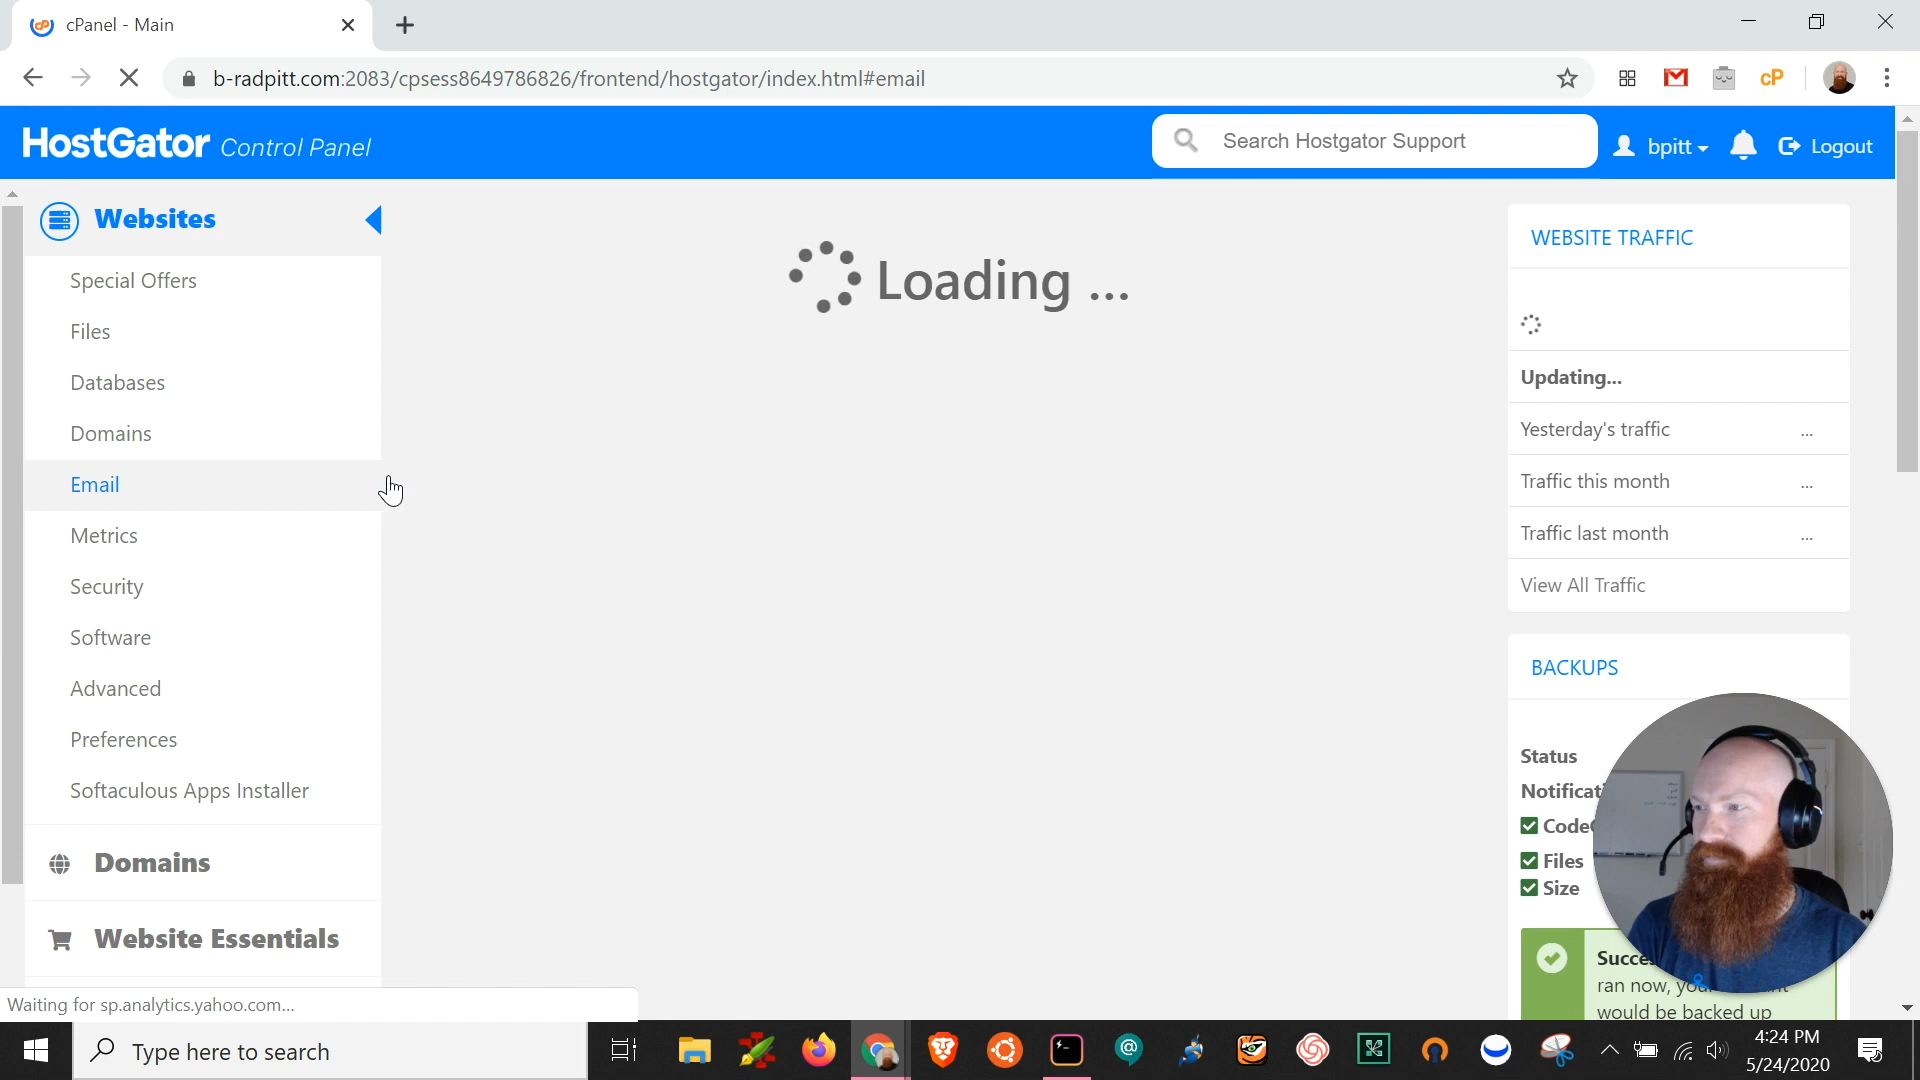 cPanel - Main
b-radpitt.com:2083/cpsess8649786826/frontend/hostgator/index.html#email
cP
HostGator Control Panel
Search Hostgator Support
bpitt
Logout
Websites
Special Offers
Files
Databases
Domains
Email
Metrics
Security
Software
Advanced
Preferences
Softaculous Apps Installer
Domains
Website Essentials
Loading ...
WEBSITE TRAFFIC
Updating...
Yesterday's traffic ...
Traffic this month ...
Traffic last month ...
View All Traffic
BACKUPS
Status
Files
Size
ran now,
would be backed up
Waiting for sp.analytics.yahoo.com...
Type here to search
4:24 PM
5/24/2020